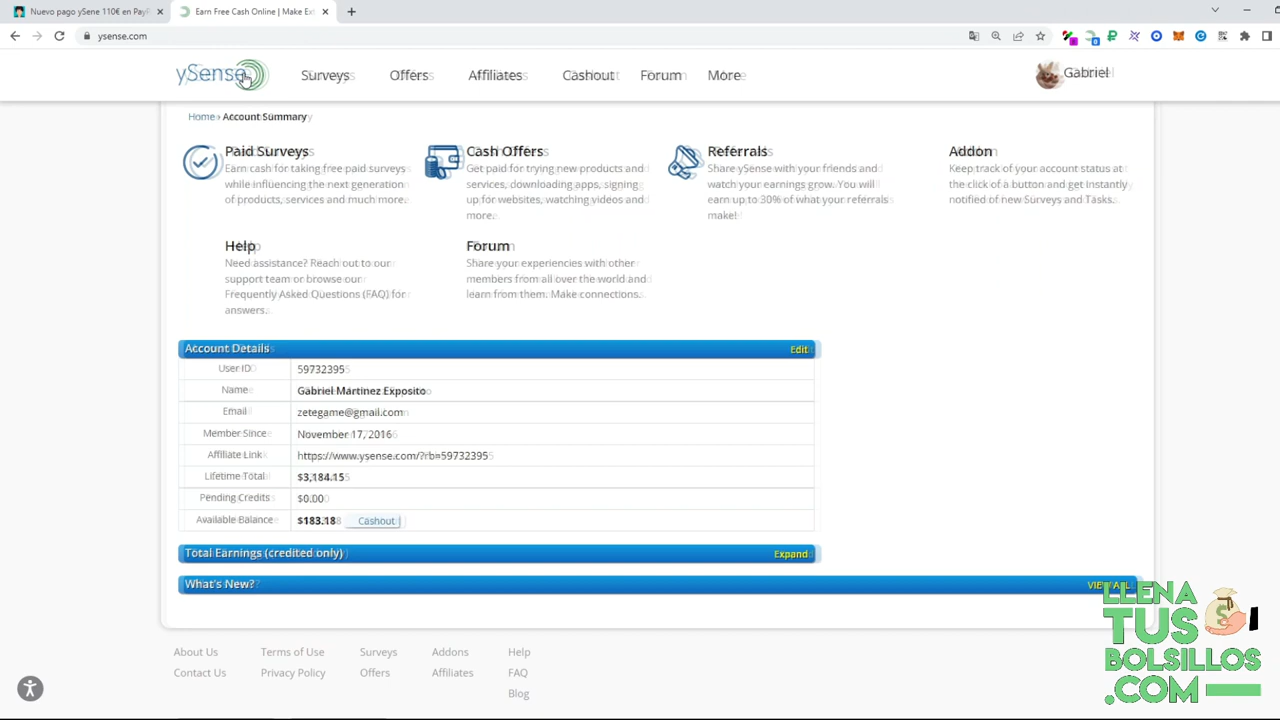 Nuevo pago ySense 110€ en PayP
Earn Free Cash Online | Make Ex
ysense.com
ySense
Surveys
Offers
Affiliates
Cashout
Forum
More
Gabriel
Home › Account Summary
Paid Surveys
Earn cash for taking free paid surveys
while influencing the next generation
of products, services and much more.
Cash Offers
Get paid for trying new products and
services, downloading apps, signing
up for websites, watching videos and
more.
Referrals
Share ySense with your friends and
watch your earnings grow. You will
earn up to 30% of what your referrals
make!
Addon
Keep track of your account status at
the click of a button and get instantly
notified of new Surveys and Tasks.
Help
Need assistance? Reach out to our
support team or browse our
Frequently Asked Questions (FAQ) for
answers.
Forum
Share your experiences with other
members from all over the world and
learn from them. Make connections.
Account Details
Edit
User ID 59732395
Name Gabriel Martinez Exposito
Email zetegame@gmail.com
Member Since November 17, 2016
Affiliate Link https://www.ysense.com/?rb=59732395
Lifetime Total $3,184.15
Pending Credits $0.00
Available Balance $183.18 Cashout
Total Earnings (credited only)
Expand
What's New?
VIEW ALL
About Us
Terms of Use
Surveys
Addons
Help
Contact Us
Privacy Policy
Offers
Affiliates
FAQ
Blog
LLENA
TUS
BOLSILLOS
.COM